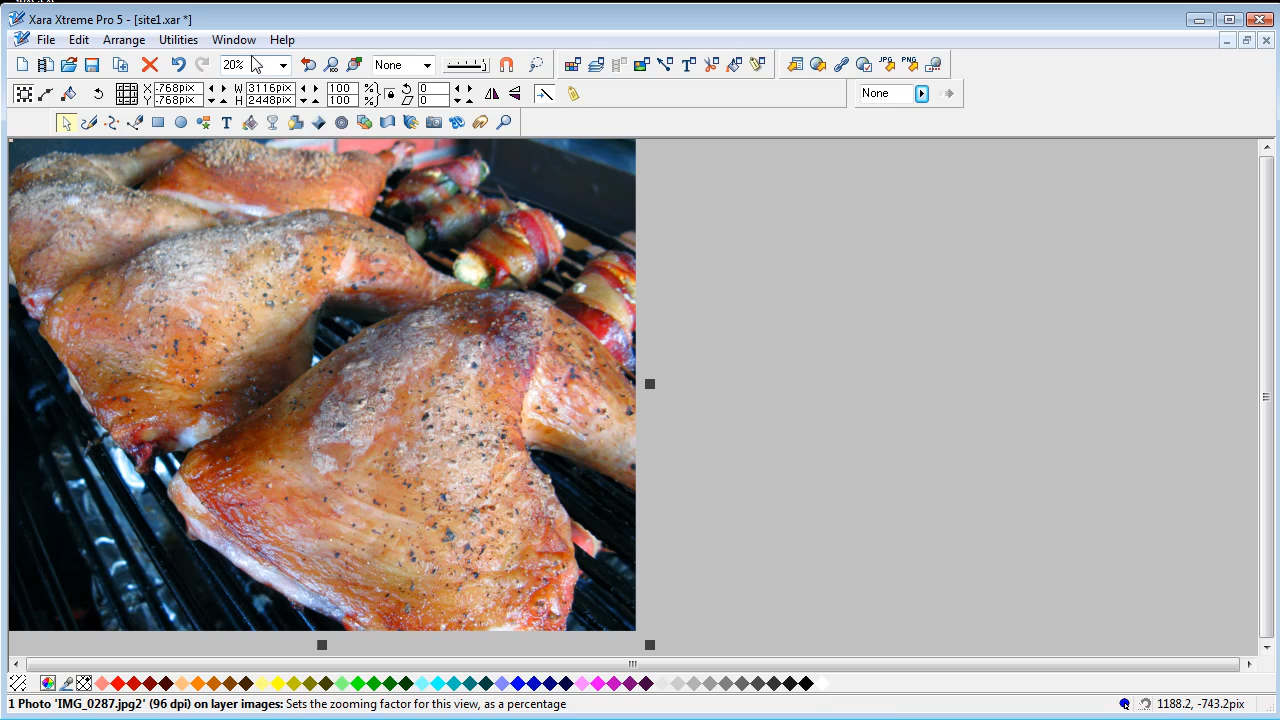 Xara Xtreme Pro 5 - [site1.xar *]
File Edit Arrange Utilities Window Help
20% None JPG PNG
X -768pix W 3116pix 100 % 0 None
Y -768pix H 2448pix 100 % 0
1 Photo 'IMG_0287.jpg2' (96 dpi) on layer images: Sets the zooming factor for this view, as a percentage 1188.2, -743.2pix